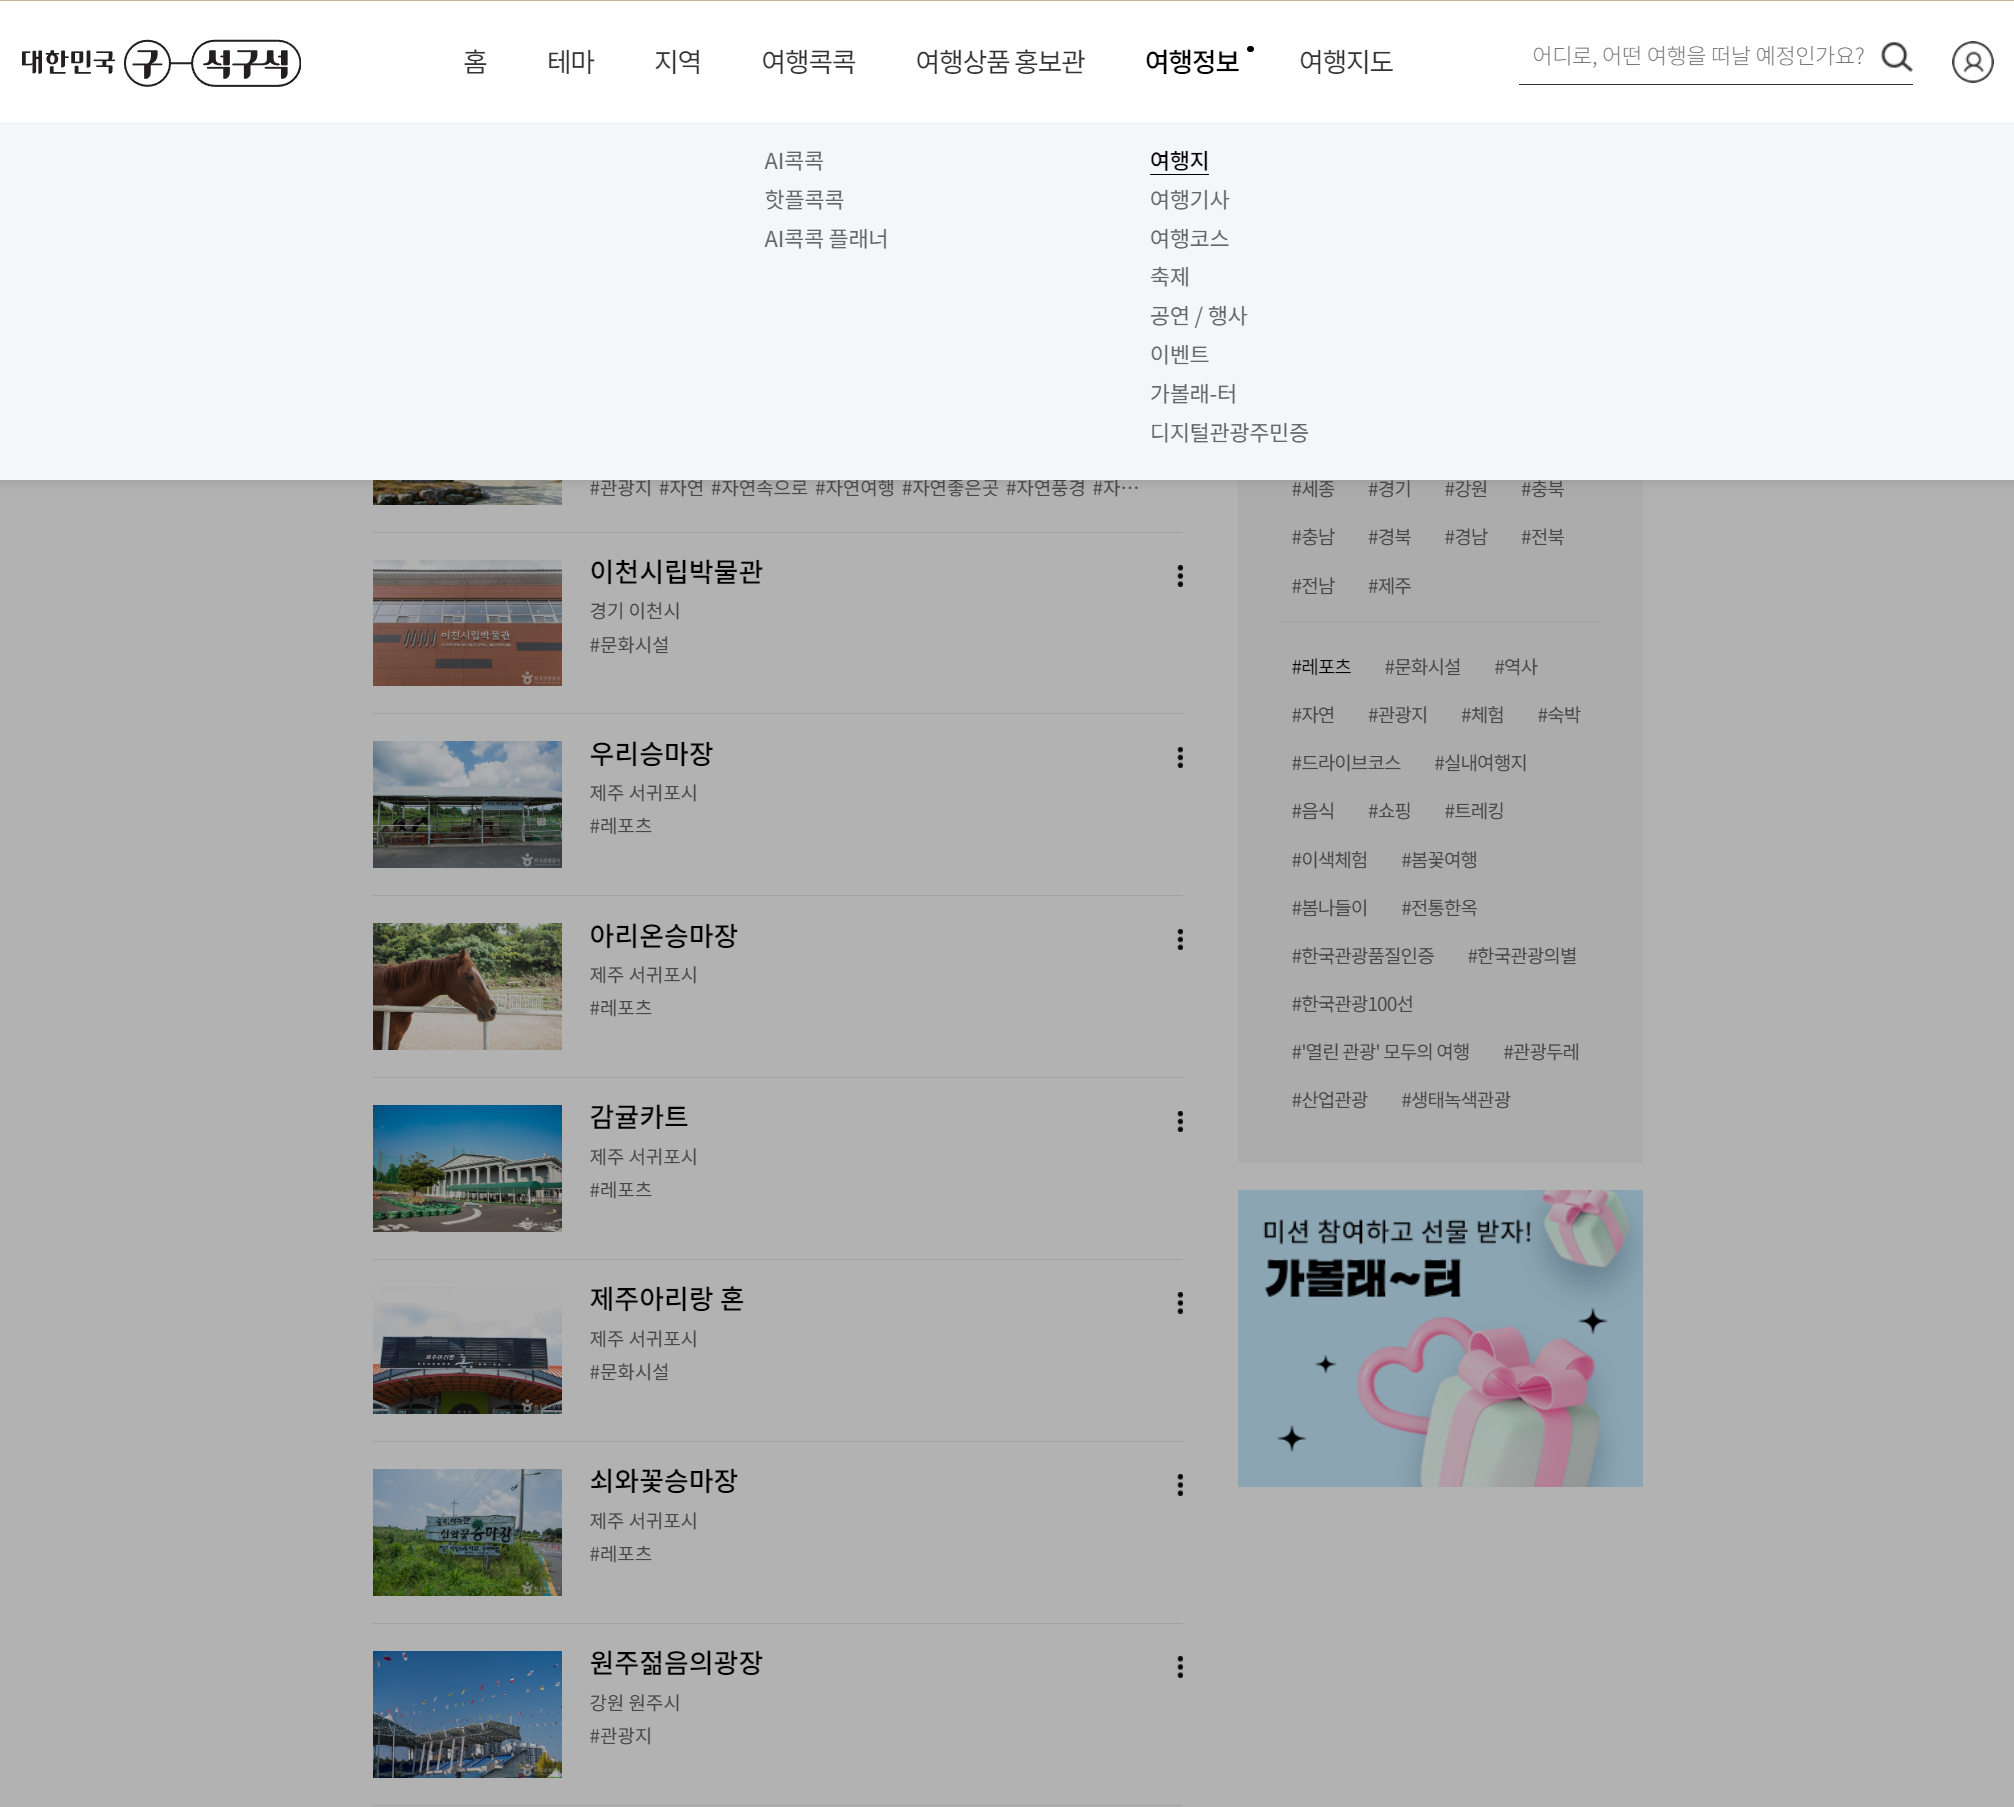 대한민국 구석구석
홈 테마 지역 여행콕콕 여행상품 홍보관 여행정보 여행지도
어디로, 어떤 여행을 떠날 예정인가요?
AI콕콕
핫플콕콕
AI콕콕 플래너
여행지
여행기사
여행코스
축제
공연 / 행사
이벤트
가볼래-터
디지털관광주민증
#관광지 #자연 #자연속으로 #자연여행 #자연좋은곳 #자연풍경 #자···
이천시립박물관
경기 이천시
#문화시설
이천시립박물관
우리승마장
제주 서귀포시
#레포츠
아리온승마장
제주 서귀포시
#레포츠
감귤카트
제주 서귀포시
#레포츠
제주아리랑 혼
제주 서귀포시
#문화시설
쇠와꽃승마장
제주 서귀포시
#레포츠
원주젊음의광장
강원 원주시
#관광지
#세종 #경기 #강원 #충북
#충남 #경북 #경남 #전북
#전남 #제주
#레포츠 #문화시설 #역사
#자연 #관광지 #체험 #숙박
#드라이브코스 #실내여행지
#음식 #쇼핑 #트레킹
#이색체험 #봄꽃여행
#봄나들이 #전통한옥
#한국관광품질인증 #한국관광의별
#한국관광100선
#'열린 관광' 모두의 여행 #관광두레
#산업관광 #생태녹색관광
미션 참여하고 선물 받자!
가볼래~터